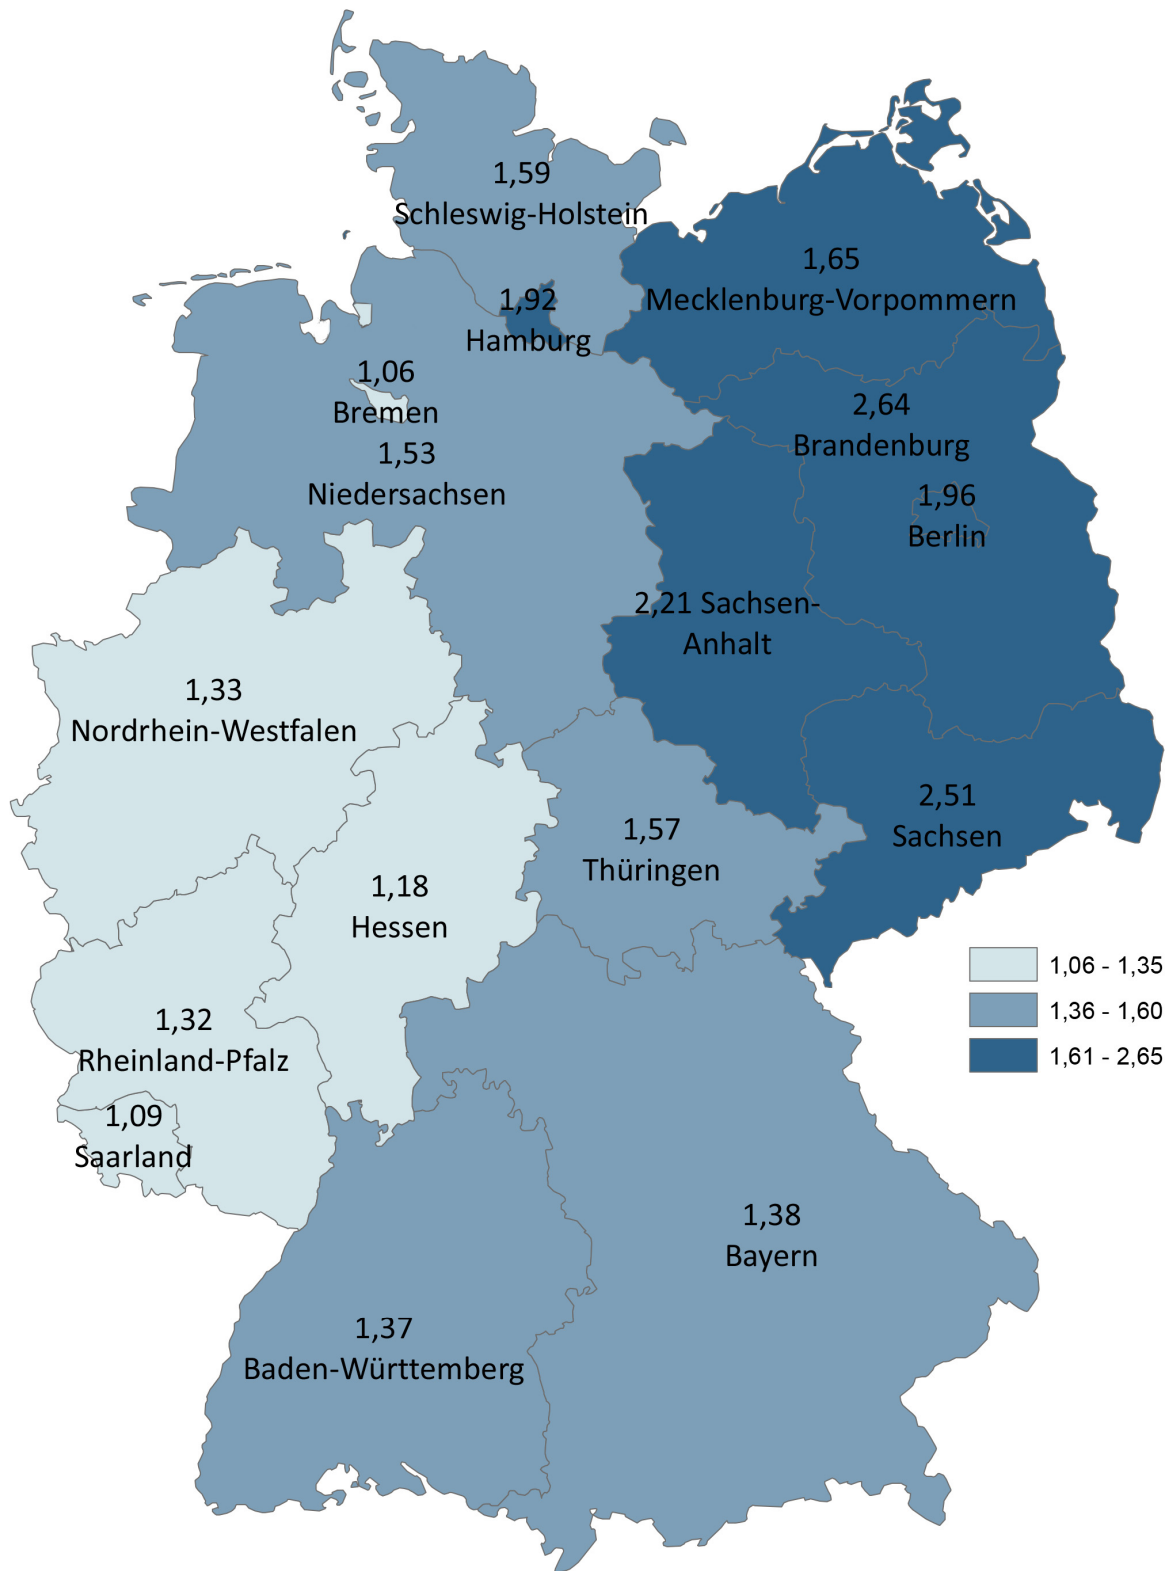 1,59
Schleswig-Holstein
1,65
Mecklenburg-Vorpommern
1,92
Hamburg
1,06
Bremen
2,64
Brandenburg
1,53
Niedersachsen
1,96
Berlin
2,21 Sachsen-
Anhalt
1,33
Nordrhein-Westfalen
2,51
Sachsen
1,57
Thüringen
1,18
Hessen
1,32
Rheinland-Pfalz
1,09
Saarland
1,38
Bayern
1,37
Baden-Württemberg
1,06 - 1,35
1,36 - 1,60
1,61 - 2,65